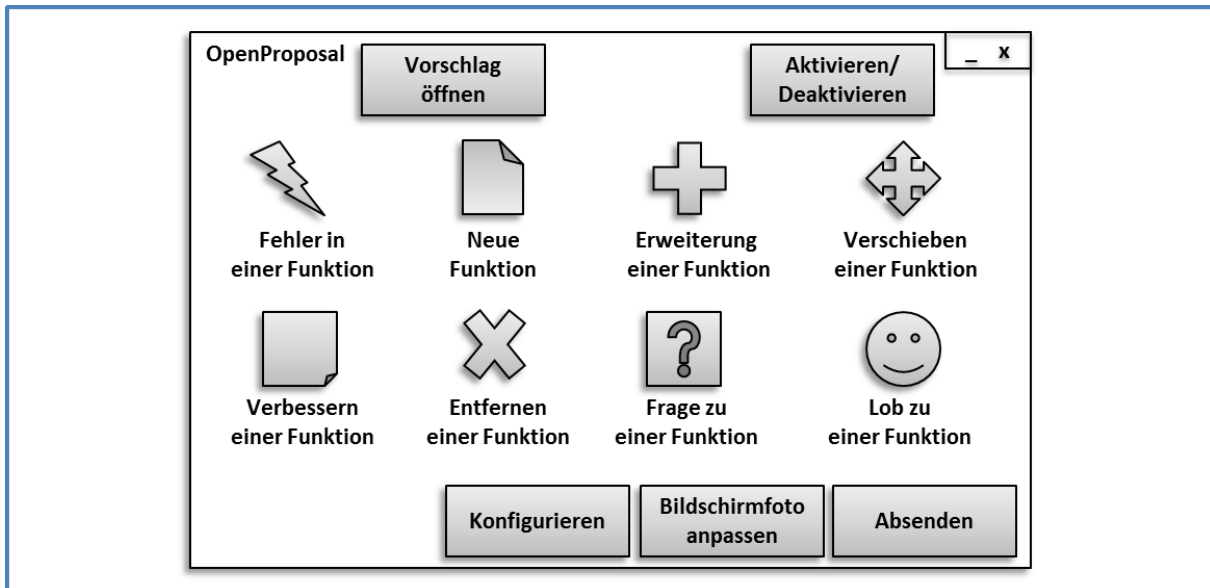 OpenProposal
Vorschlag
öffnen
Aktivieren/
Deaktivieren
_ x
Fehler in
einer Funktion
Neue
Funktion
Erweiterung
einer Funktion
Verschieben
einer Funktion
?
Verbessern
einer Funktion
Entfernen
einer Funktion
Frage zu
einer Funktion
Lob zu
einer Funktion
Konfigurieren
Bildschirmfoto
anpassen
Absenden